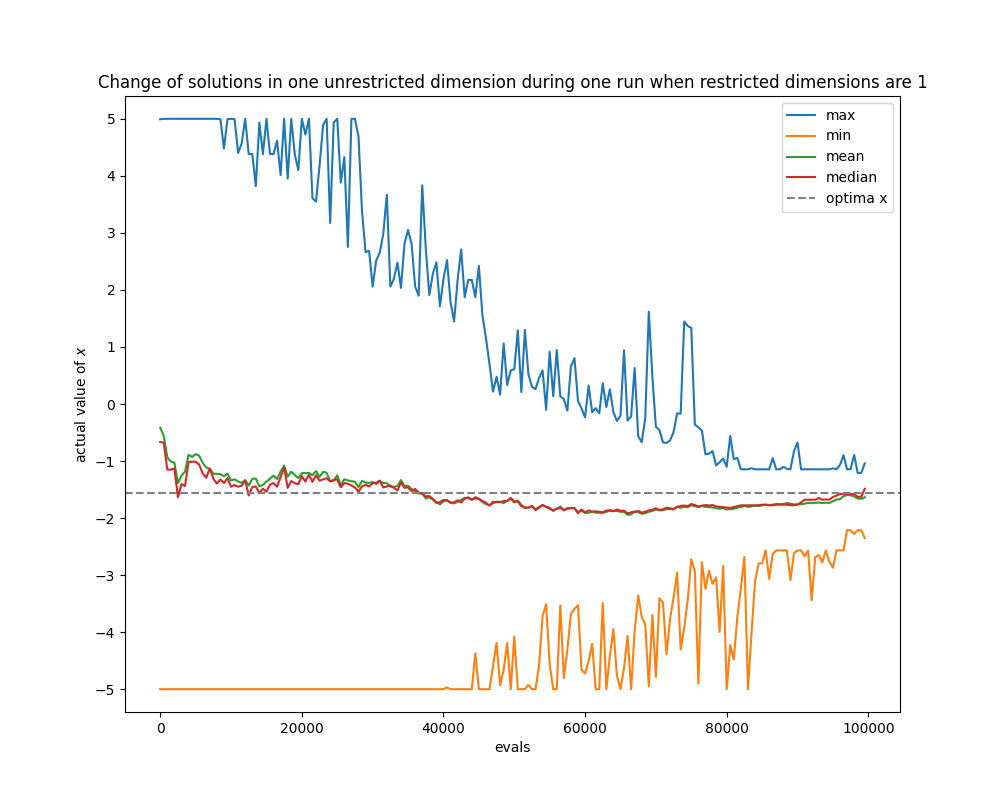 Change of solutions in one unrestricted dimension during one run when restricted dimensions are 1
max
min
mean
median
optima x
5
4
3
2
1
0
−1
−2
−3
−4
−5
actual value of x
0
20000
40000
60000
80000
100000
evals